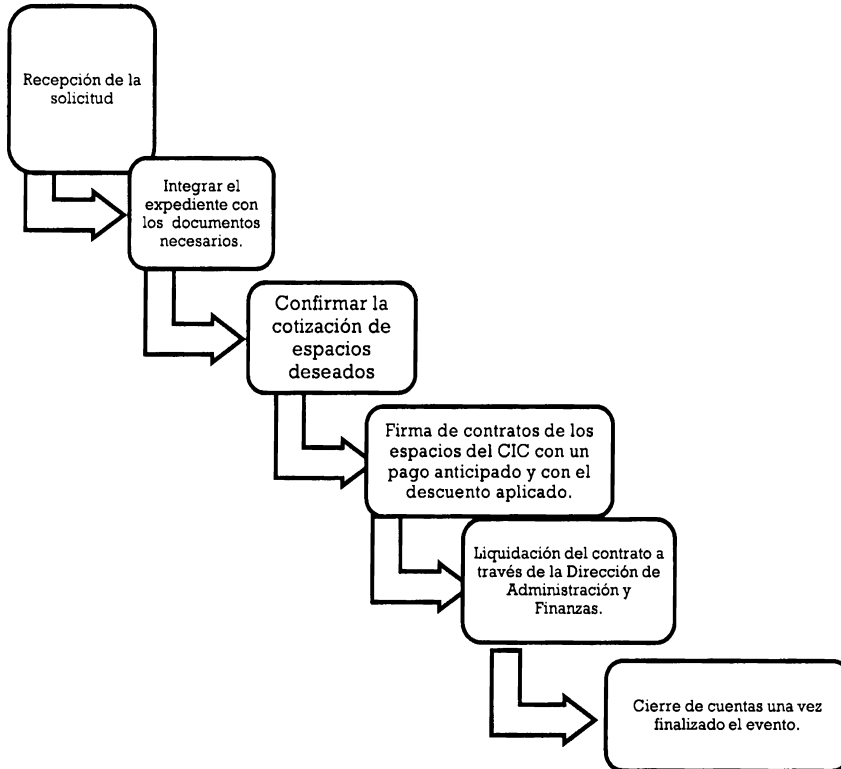 Recepción de la
solicitud
Integrar el
expediente con
los documentos
necesarios.
Confirmar la
cotización de
espacios
deseados
Firma de contratos de los
espacios del CIC con un
pago anticipado y con el
descuento aplicado.
Liquidación del contrato a
través de la Dirección de
Administración y
Finanzas.
Cierre de cuentas una vez
finalizado el evento.